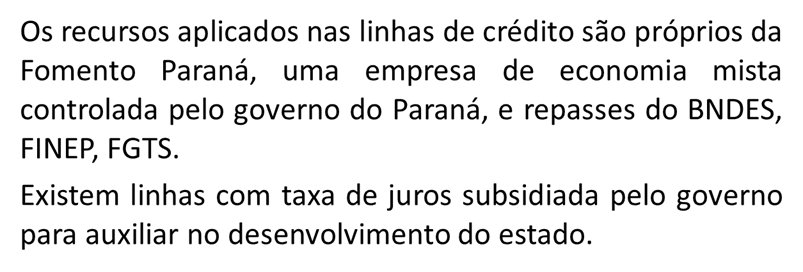 Os recursos aplicados nas linhas de crédito são próprios da
Fomento Paraná, uma empresa de economia mista
controlada pelo governo do Paraná, e repasses do BNDES,
FINEP, FGTS.
Existem linhas com taxa de juros subsidiada pelo governo
para auxiliar no desenvolvimento do estado.